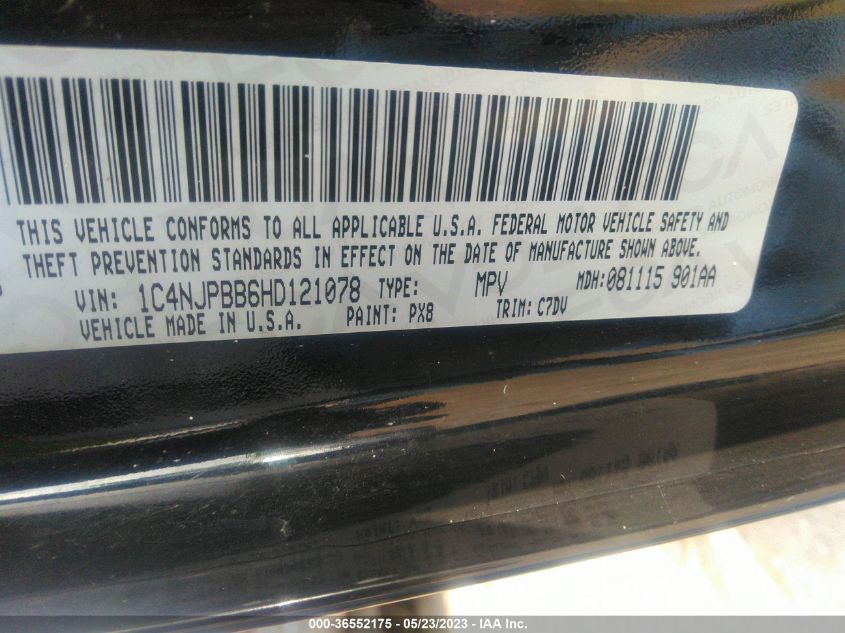 THIS VEHICLE CONFORMS TO ALL APPLICABLE U.S.A. FEDERAL MOTOR VEHICLE SAFETY AND
THEFT PREVENTION STANDARDS IN EFFECT ON THE DATE OF MANUFACTURE SHOWN ABOVE.
VIN: 1C4NJPBB6HD121078 TYPE: MPV MDH:081115 901AA
VEHICLE MADE IN U.S.A. PAINT: PX8 TRIM: C7DV
000-36552175 - 05/23/2023 - © IAA Inc.